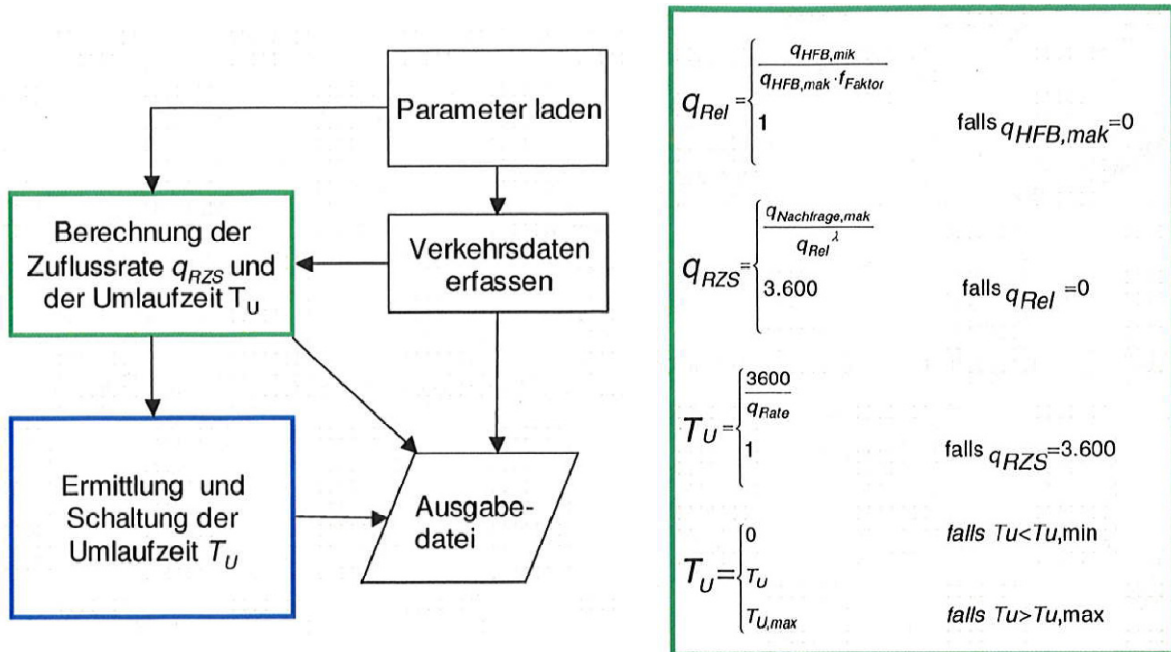 Parameter laden
Berechnung der
Zuflussrate q_RZS und
der Umlaufzeit T_U
Verkehrsdaten
erfassen
Ermittlung und
Schaltung der
Umlaufzeit T_U
Ausgabe-
datei
q_Rel = { q_HFB,mik / q_HFB,mak · f_Faktor
1 falls q_HFB,mak=0
q_RZS = { q_Nachfrage,mak / q_Rel^λ
3.600 falls q_Rel =0
T_U = { 3600 / q_Rate
1 falls q_RZS=3.600
T_U = { 0 falls Tu<Tu,min
T_U
T_U,max falls Tu>Tu,max